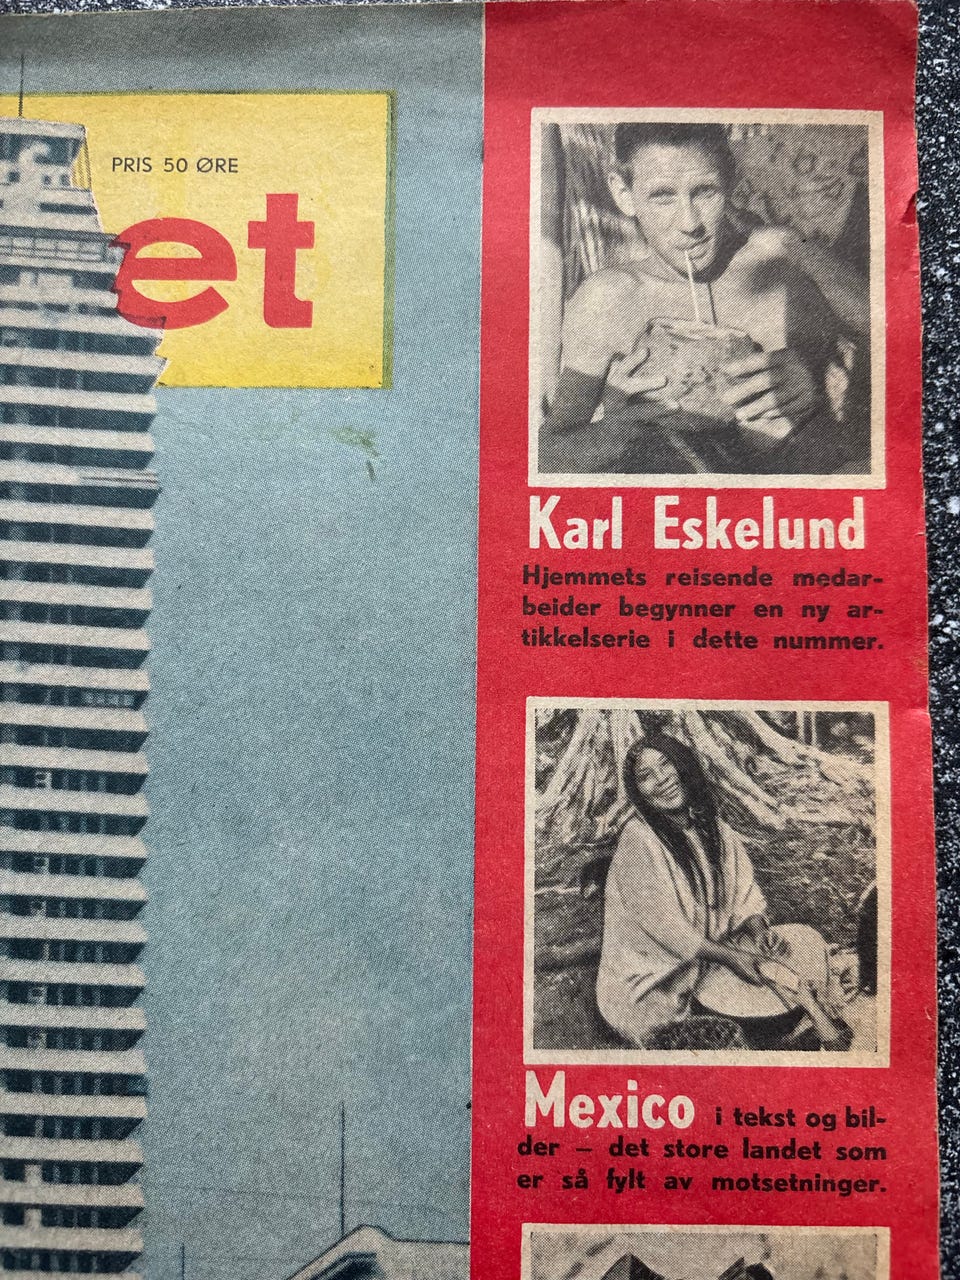 PRIS 50 ØRE
et
Karl Eskelund
Hjemmets reisende medar-
beider begynner en ny ar-
tikkelserie i dette nummer.
Mexico i tekst og bil-
der – det store landet som
er så fylt av motsetninger.